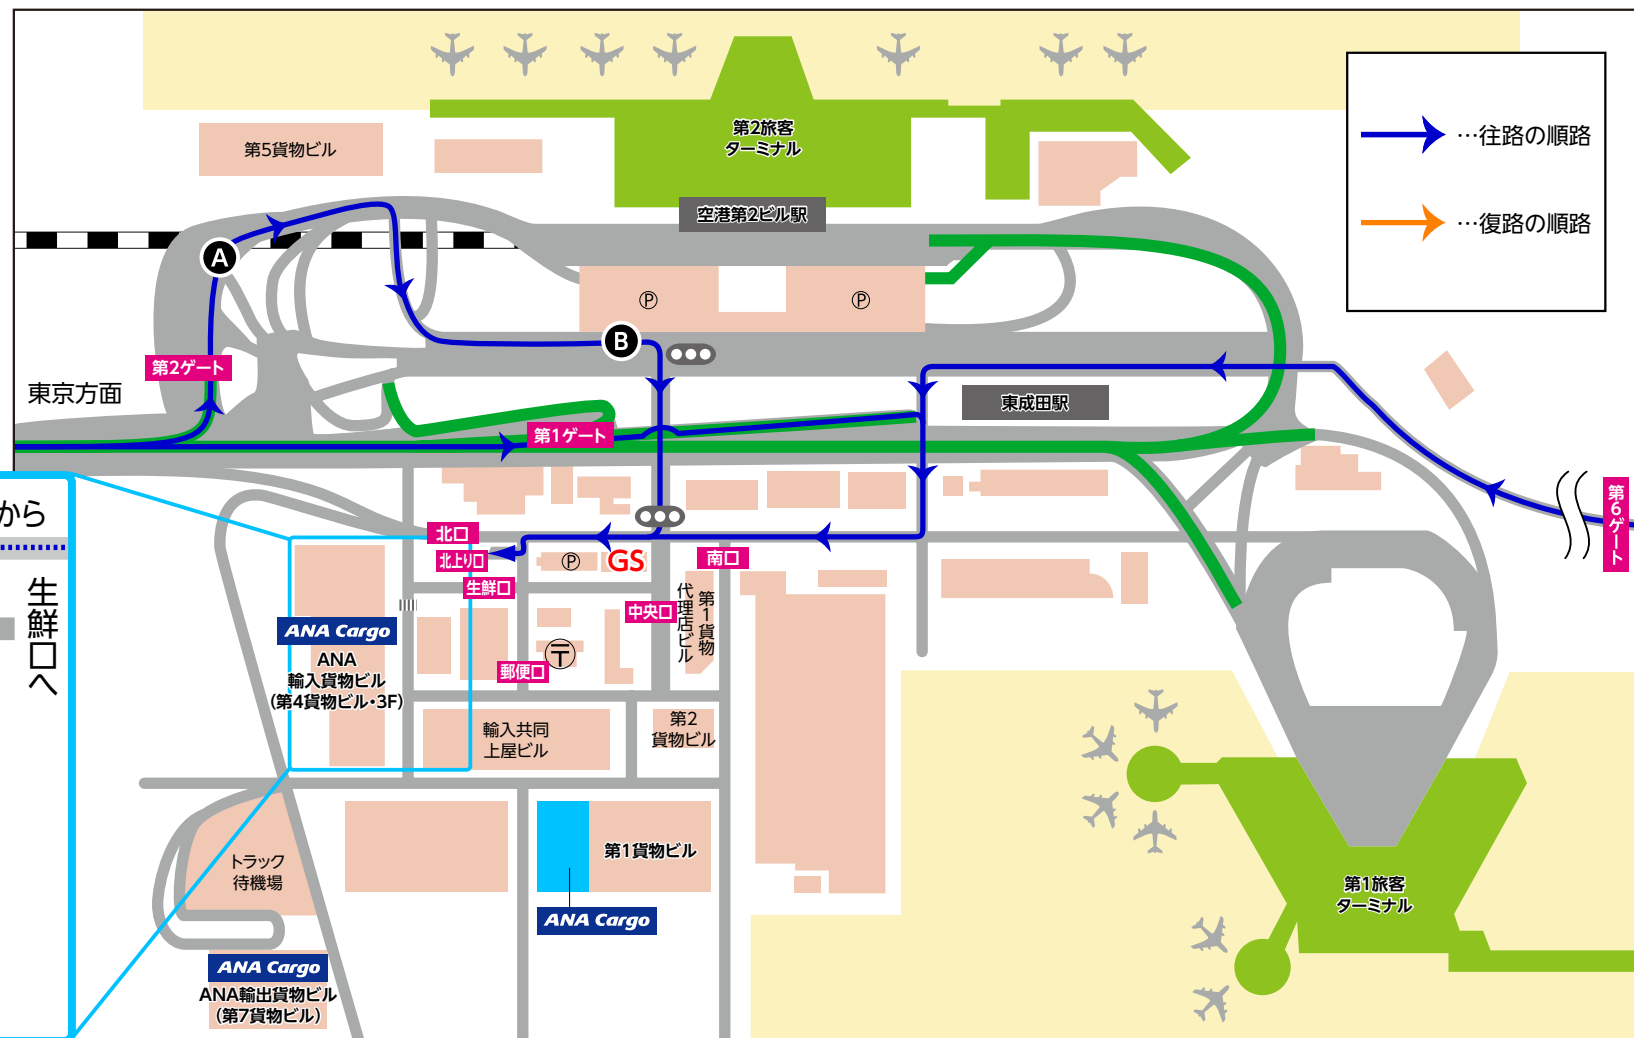 第2旅客
ターミナル
…往路の順路
…復路の順路
第5貨物ビル
空港第2ビル駅
A
P
P
B
第2ゲート
東京方面
東成田駅
第1ゲート
第6ゲート
から
北口
北上り口
P
GS
南口
生鮮口
生鮮口へ
中央口
第1貨物
代理店ビル
ANA Cargo
ANA
輸入貨物ビル
(第4貨物ビル・3F)
〒
郵便口
輸入共同
上屋ビル
第2
貨物ビル
第1貨物ビル
トラック
待機場
ANA Cargo
第1旅客
ターミナル
ANA Cargo
ANA輸出貨物ビル
(第7貨物ビル)